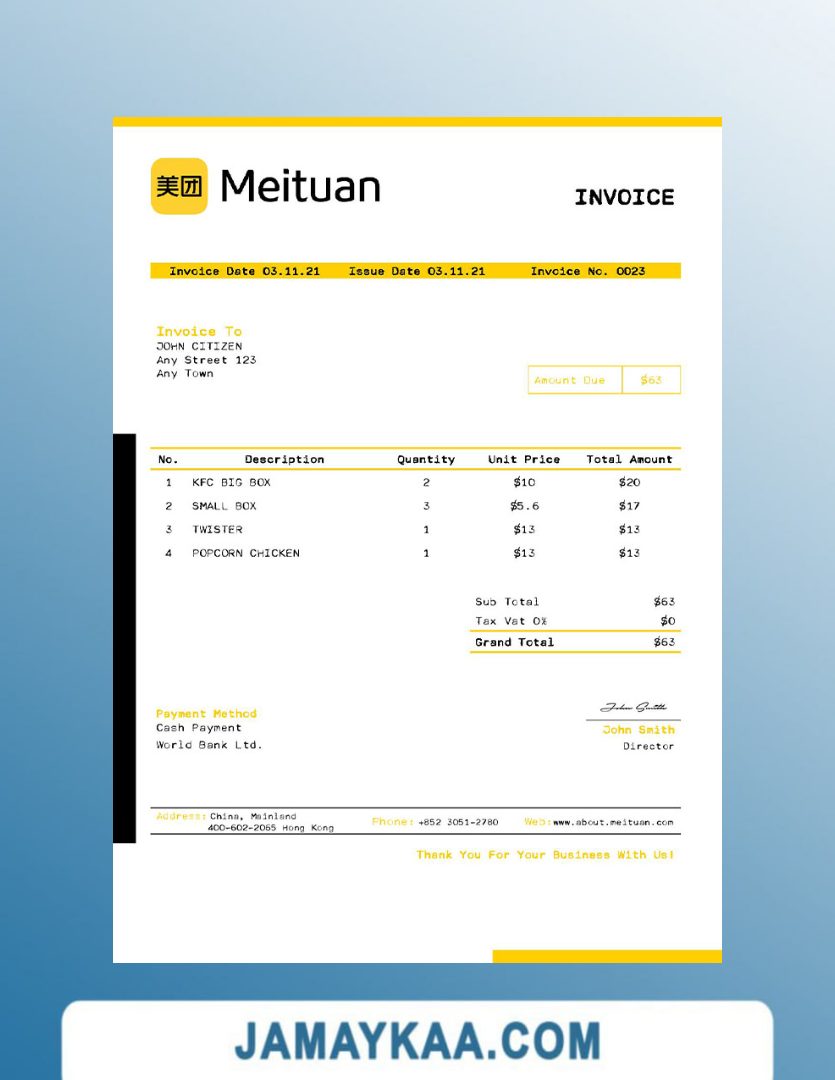 美团 Meituan
INVOICE
Invoice Date 03.11.21 Issue Date 03.11.21 Invoice No. 0023
Invoice To
JOHN CITIZEN
Any Street 123
Any Town
Amount Due $63
No. Description Quantity Unit Price Total Amount
1 KFC BIG BOX 2 $10 $20
2 SMALL BOX 3 $5.6 $17
3 TWISTER 1 $13 $13
4 POPCORN CHICKEN 1 $13 $13
Sub Total $63
Tax Vat 0% $0
Grand Total $63
Payment Method
Cash Payment
World Bank Ltd.
John Smith
John Smith
Director
Address: China, Mainland
400-602-2065 Hong Kong
Phone: +852 3051-2780
Web: www.about.meituan.com
Thank You For Your Business With Us!
JAMAYKAA.COM